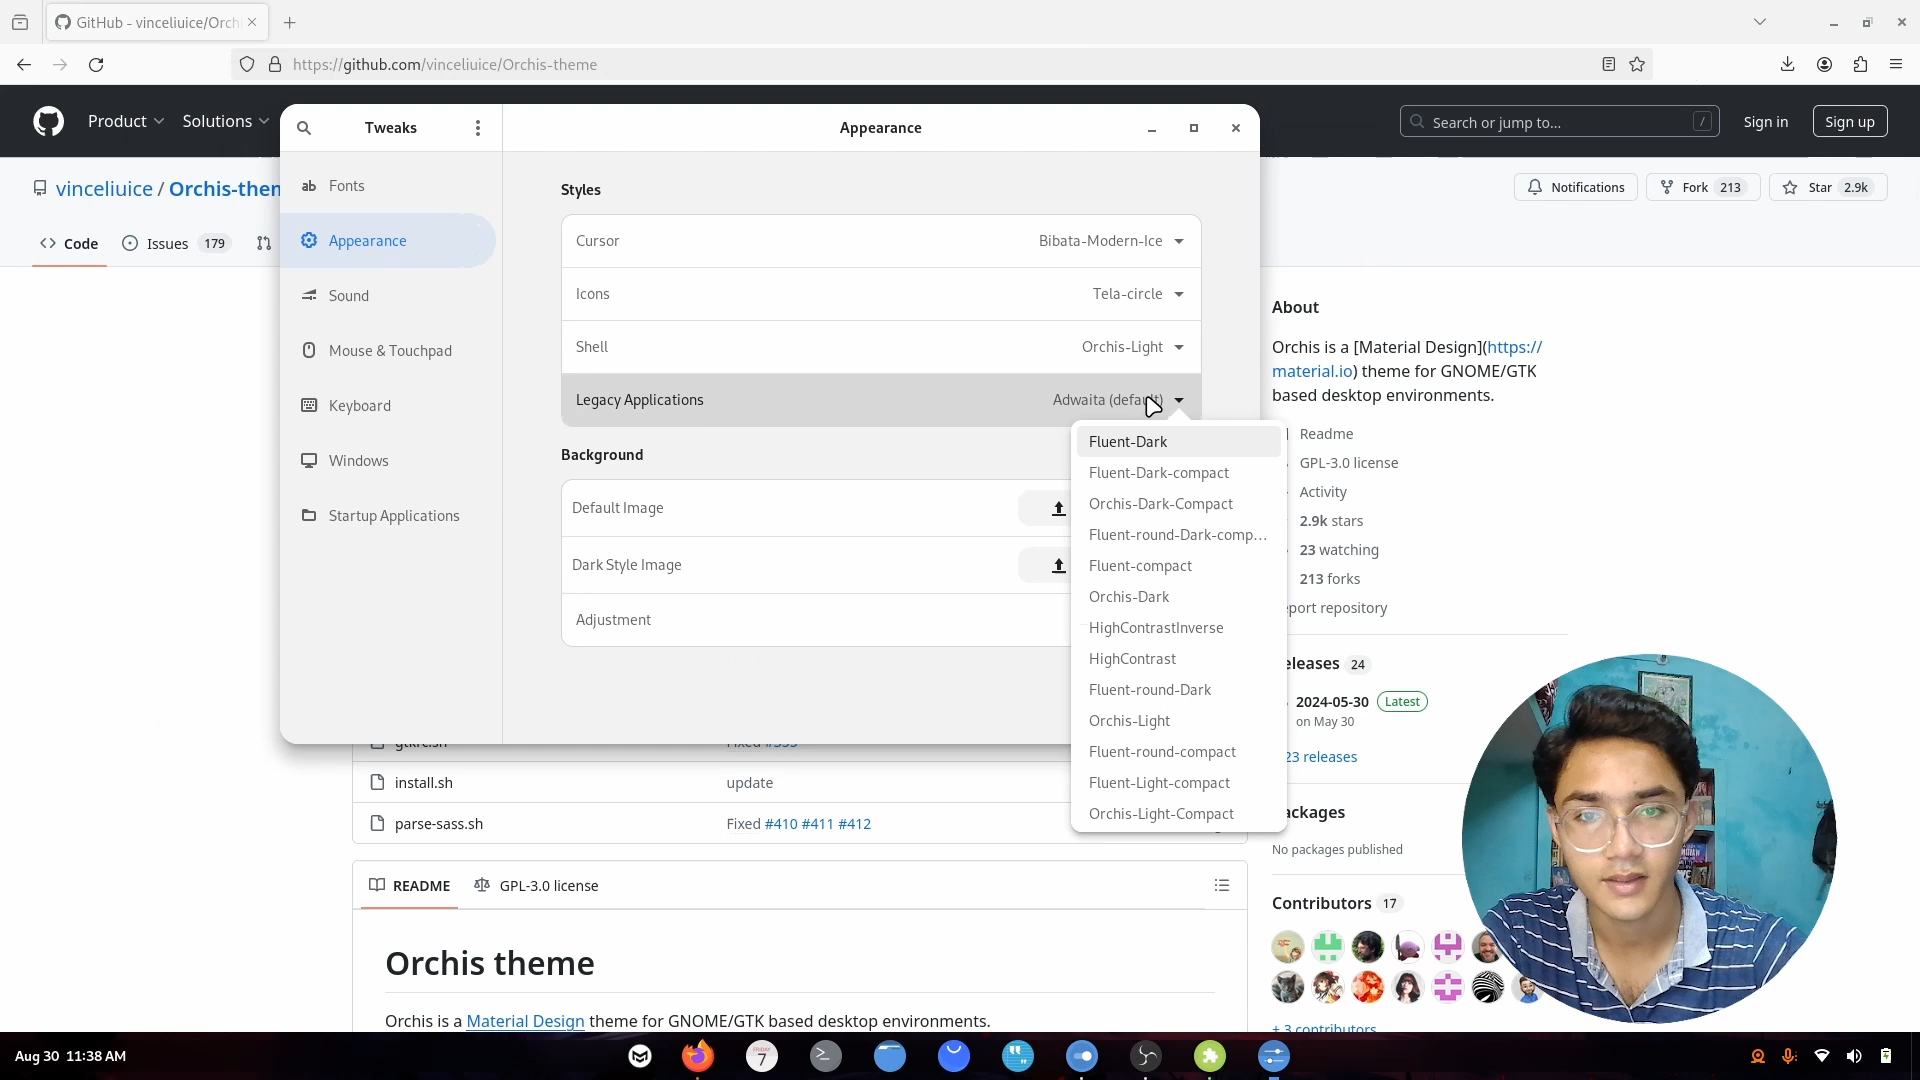 GitHub - vinceliuice/Orch
https://github.com/vinceliuice/Orchis-theme
Product
Solutions
Search or jump to...
/
Sign in
Sign up
vinceliuice / Orchis-then
Notifications
Fork 213
Star 2.9k
Code
Issues 179
Tweaks
Fonts
Appearance
Sound
Mouse & Touchpad
Keyboard
Windows
Startup Applications
Appearance
Styles
Cursor
Bibata-Modern-Ice
Icons
Tela-circle
Shell
Orchis-Light
Legacy Applications
Adwaita (default)
Fluent-Dark
Fluent-Dark-compact
Orchis-Dark-Compact
Fluent-round-Dark-comp...
Fluent-compact
Orchis-Dark
HighContrastInverse
HighContrast
Fluent-round-Dark
Orchis-Light
Fluent-round-compact
Fluent-Light-compact
Orchis-Light-Compact
Background
Default Image
Dark Style Image
Adjustment
About
Orchis is a [Material Design](https://
material.io) theme for GNOME/GTK
based desktop environments.
Readme
GPL-3.0 license
Activity
2.9k stars
23 watching
213 forks
port repository
eleases 24
2024-05-30 Latest
on May 30
23 releases
ackages
No packages published
Contributors 17
+ 3 contributors
install.sh
update
parse-sass.sh
Fixed #410 #411 #412
README
GPL-3.0 license
Orchis theme
Orchis is a Material Design theme for GNOME/GTK based desktop environments.
Aug 30 11:38 AM
FRIDAY
7